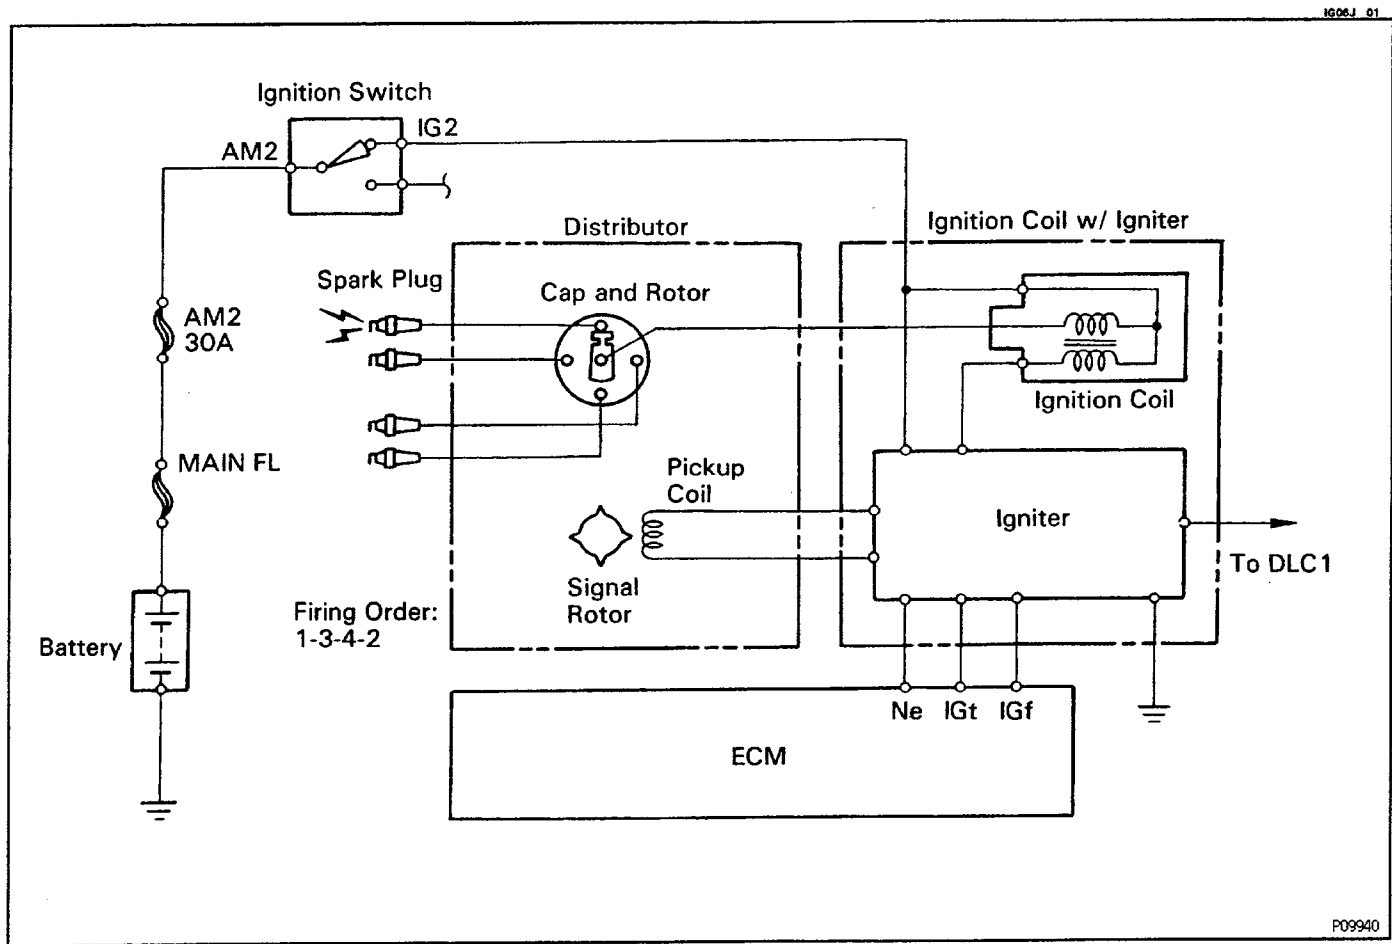 IG06J 01
Ignition Switch
IG2
AM2
Distributor
Ignition Coil w/ Igniter
Spark Plug
Cap and Rotor
AM2
30A
Ignition Coil
MAIN FL
Pickup
Coil
Igniter
To DLC1
Signal
Rotor
Firing Order:
1-3-4-2
Battery
Ne IGt IGf
ECM
P09940